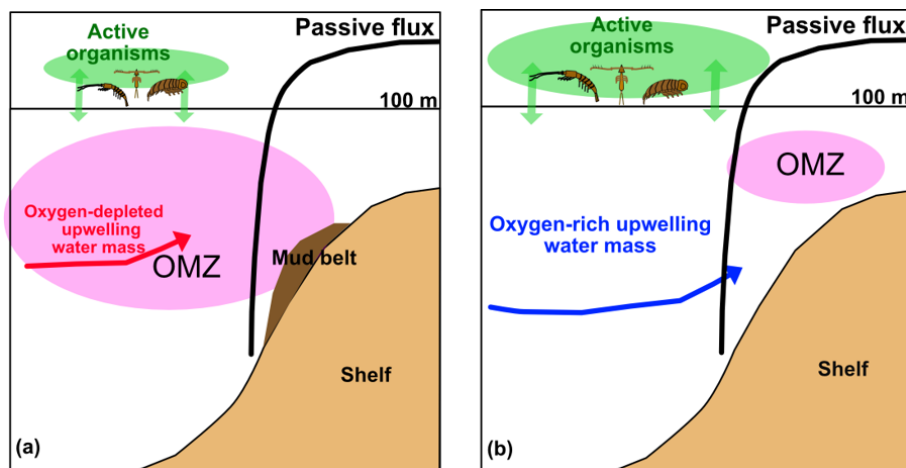 Passive flux
Active
organisms
100 m
Oxygen-depleted
upwelling
water mass
OMZ
Mud belt
Shelf
(a)
Passive flux
Active
organisms
100 m
OMZ
Oxygen-rich upwelling
water mass
Shelf
(b)